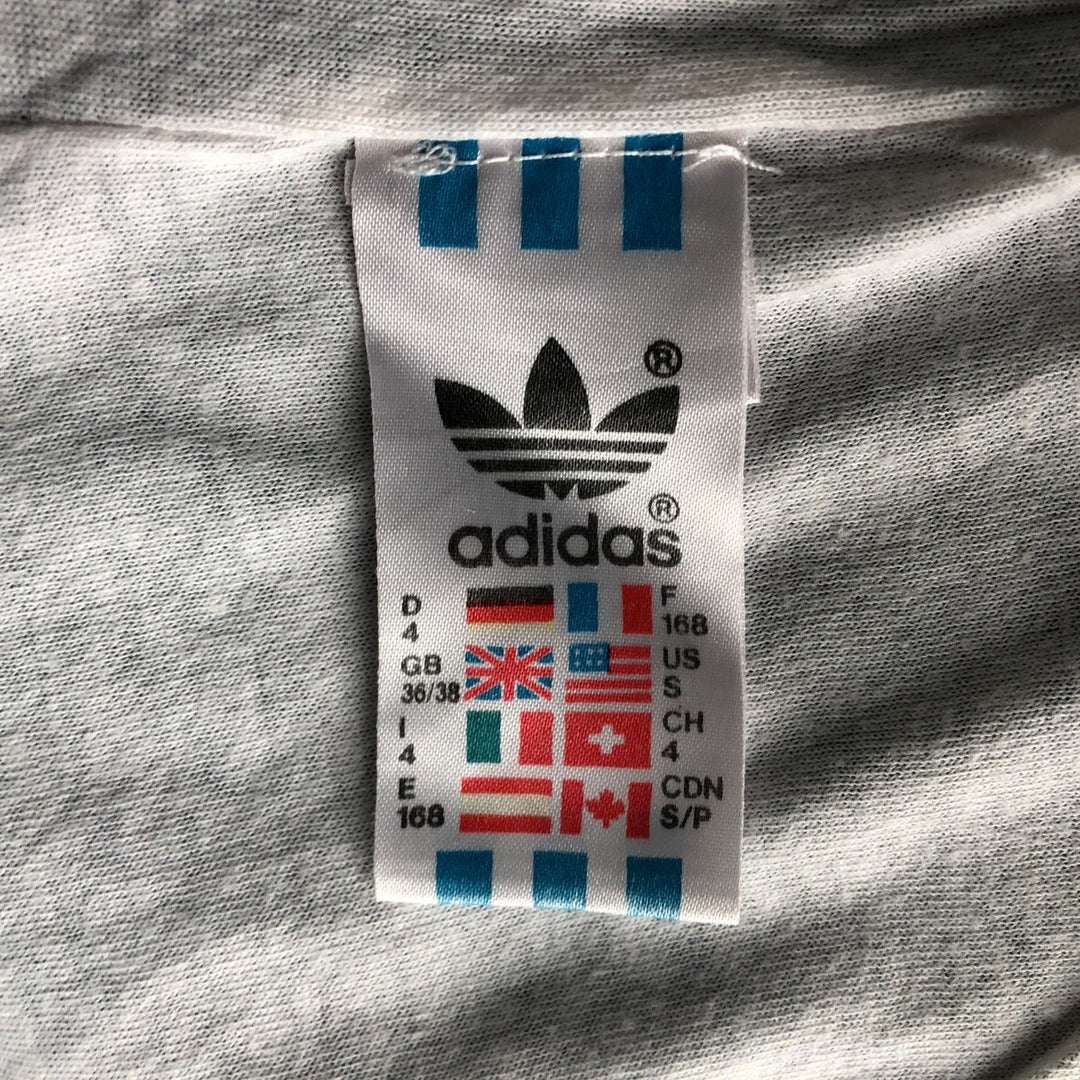 ®
adidas®
D 4 F 168
GB 36/38 US S
I 4 CH 4
E 168 CDN S/P